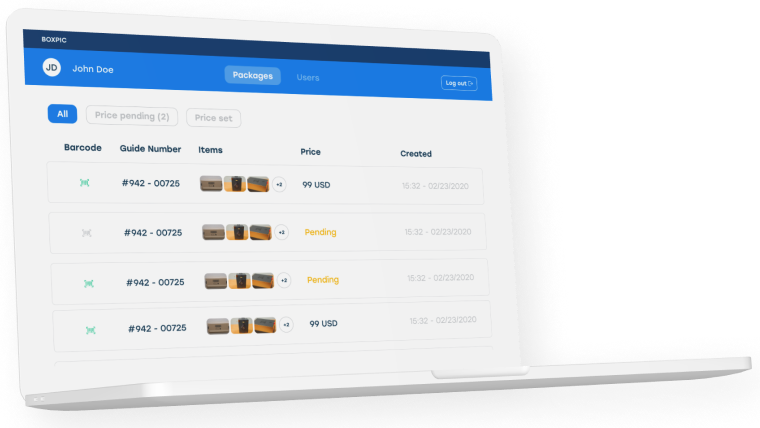 BOXPIC
JD John Doe Packages Users Log out
All Price pending (2) Price set
Barcode Guide Number Items Price Created
#942 - 00725 +2 99 USD 15:32 - 02/23/2020
#942 - 00725 +2 Pending 15:32 - 02/23/2020
#942 - 00725 +2 Pending 15:32 - 02/23/2020
#942 - 00725 +2 99 USD 15:32 - 02/23/2020